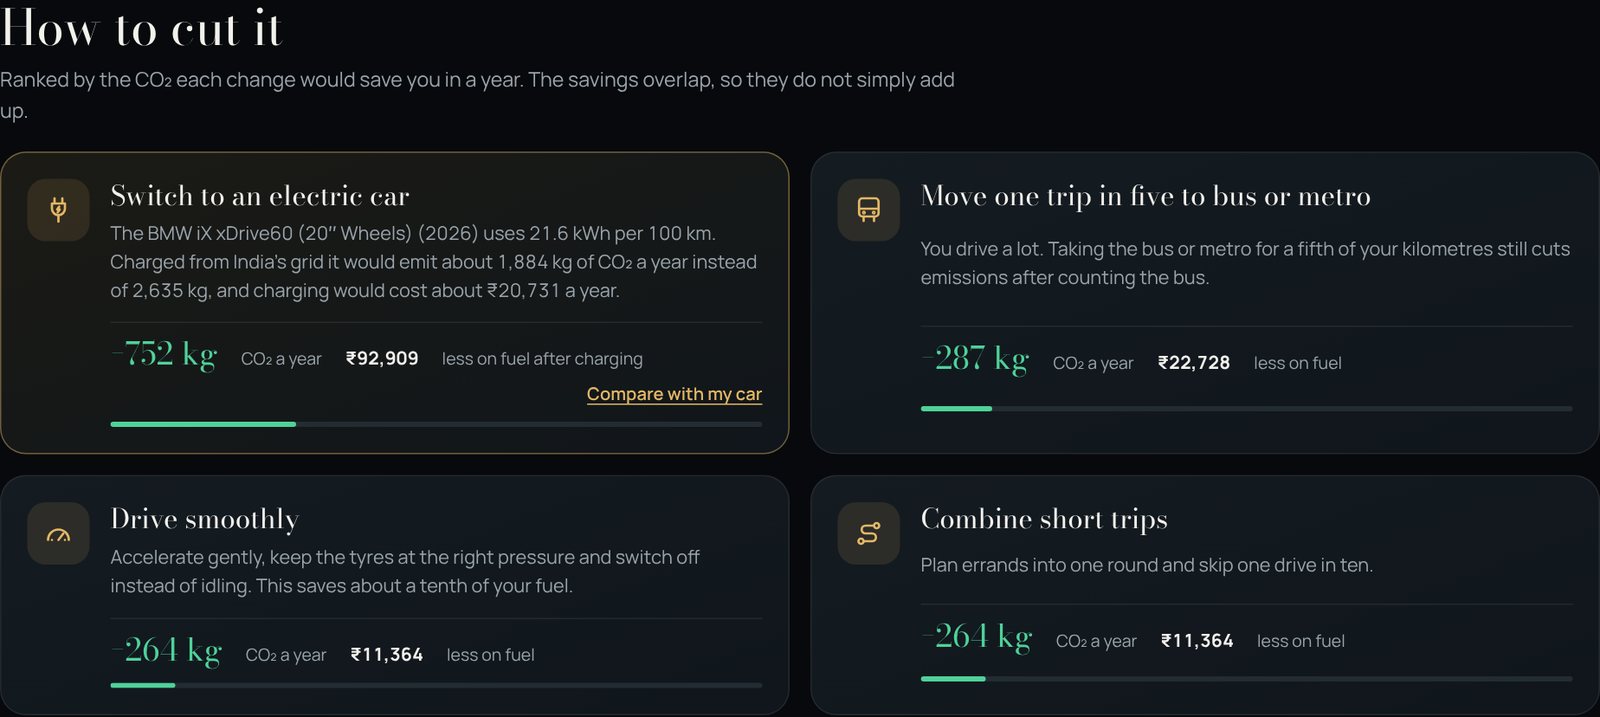 How to cut it
Ranked by the CO₂ each change would save you in a year. The savings overlap, so they do not simply add
up.
Switch to an electric car
The BMW iX xDrive60 (20" Wheels) (2026) uses 21.6 kWh per 100 km.
Charged from India's grid it would emit about 1,884 kg of CO₂ a year instead
of 2,635 kg, and charging would cost about ₹20,731 a year.
−752 kg CO₂ a year ₹92,909 less on fuel after charging
Compare with my car
Move one trip in five to bus or metro
You drive a lot. Taking the bus or metro for a fifth of your kilometres still cuts
emissions after counting the bus.
−287 kg CO₂ a year ₹22,728 less on fuel
Drive smoothly
Accelerate gently, keep the tyres at the right pressure and switch off
instead of idling. This saves about a tenth of your fuel.
−264 kg CO₂ a year ₹11,364 less on fuel
Combine short trips
Plan errands into one round and skip one drive in ten.
−264 kg CO₂ a year ₹11,364 less on fuel